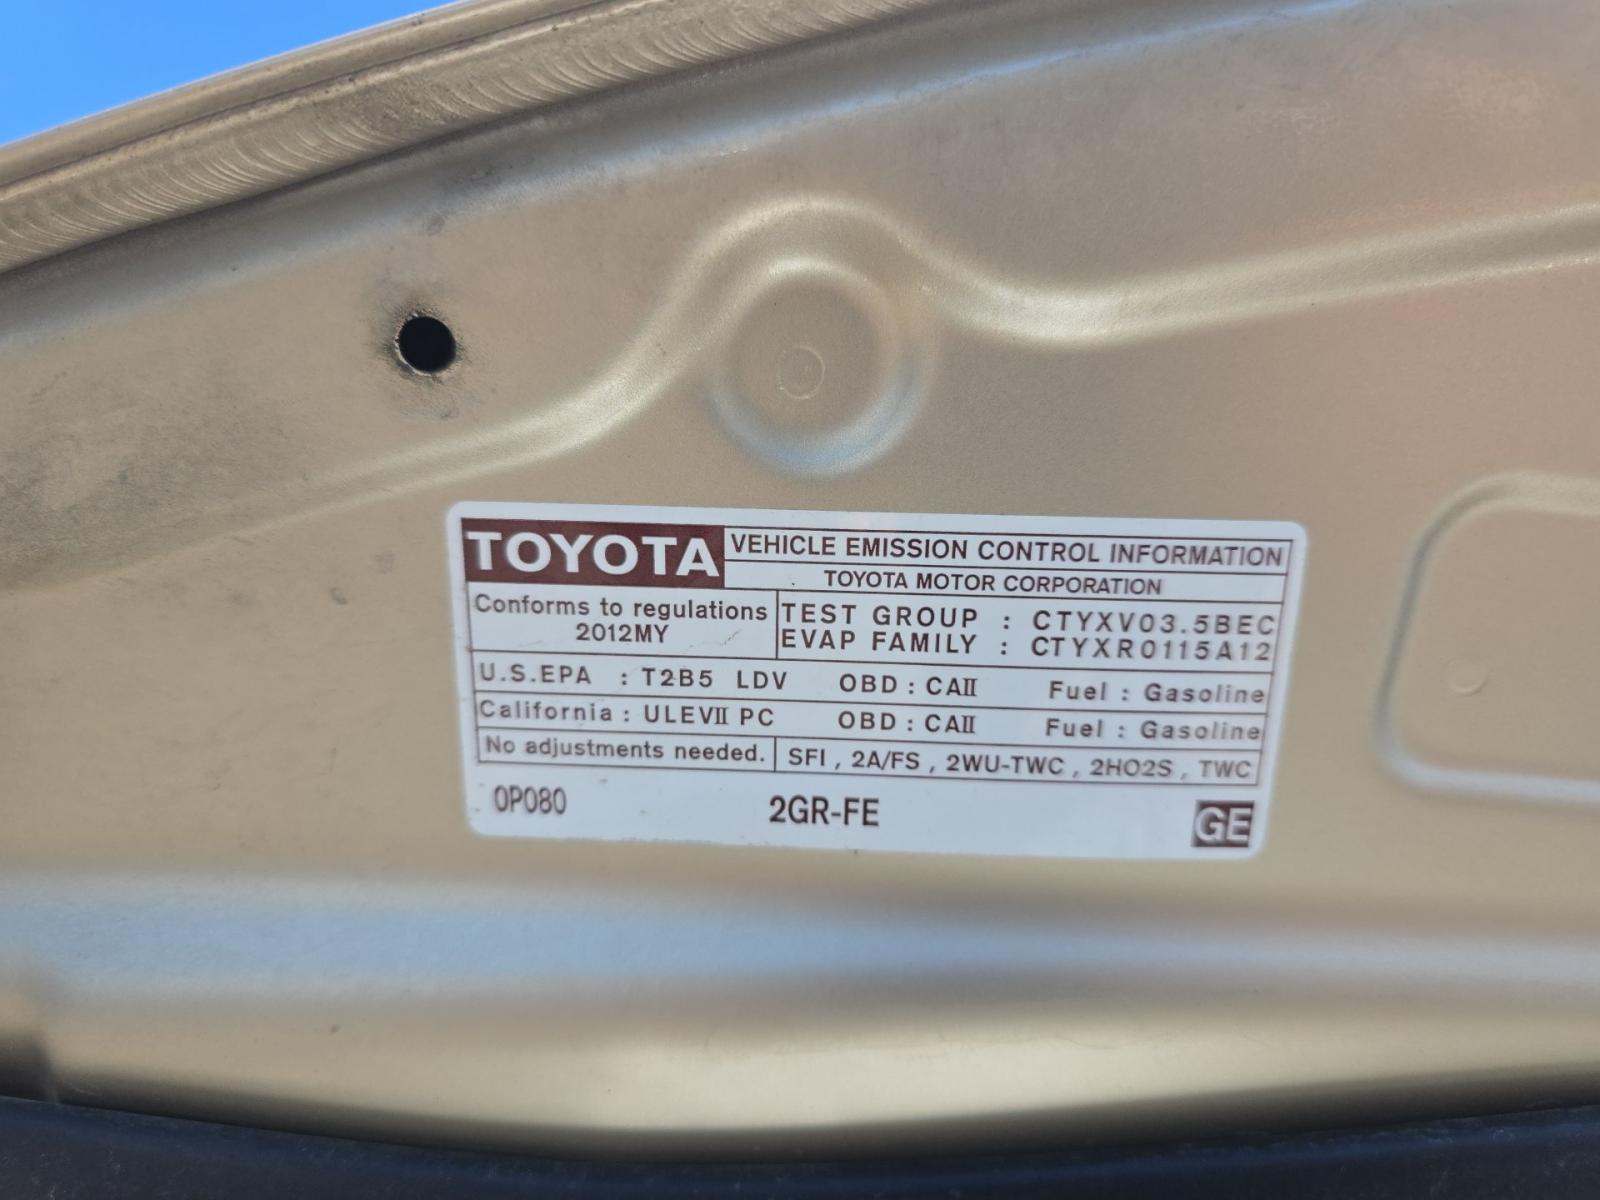 TOYOTA VEHICLE EMISSION CONTROL INFORMATION
TOYOTA MOTOR CORPORATION
Conforms to regulations
2012MY
TEST GROUP : CTYXV03.5BEC
EVAP FAMILY : CTYXR0115A12
U.S.EPA : T2B5 LDV OBD : CAII Fuel : Gasoline
California : ULEVII PC OBD : CAII Fuel : Gasoline
No adjustments needed. SFI , 2A/FS , 2WU-TWC , 2HO2S , TWC
0P080 2GR-FE GE